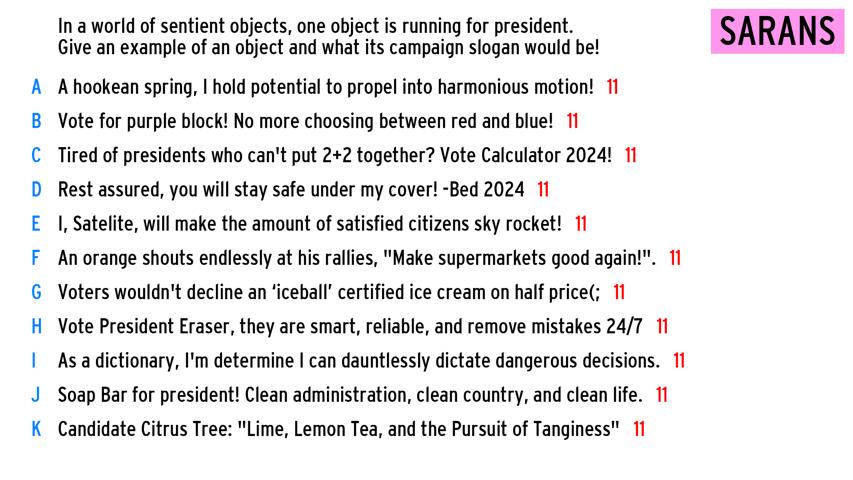 In a world of sentient objects, one object is running for president.
Give an example of an object and what its campaign slogan would be!
SARANS
A A hookean spring, I hold potential to propel into harmonious motion! 11
B Vote for purple block! No more choosing between red and blue! 11
C Tired of presidents who can't put 2+2 together? Vote Calculator 2024! 11
D Rest assured, you will stay safe under my cover! -Bed 2024 11
E I, Satelite, will make the amount of satisfied citizens sky rocket! 11
F An orange shouts endlessly at his rallies, "Make supermarkets good again!". 11
G Voters wouldn't decline an ‘iceball’ certified ice cream on half price(; 11
H Vote President Eraser, they are smart, reliable, and remove mistakes 24/7 11
I As a dictionary, I'm determine I can dauntlessly dictate dangerous decisions. 11
J Soap Bar for president! Clean administration, clean country, and clean life. 11
K Candidate Citrus Tree: "Lime, Lemon Tea, and the Pursuit of Tanginess" 11